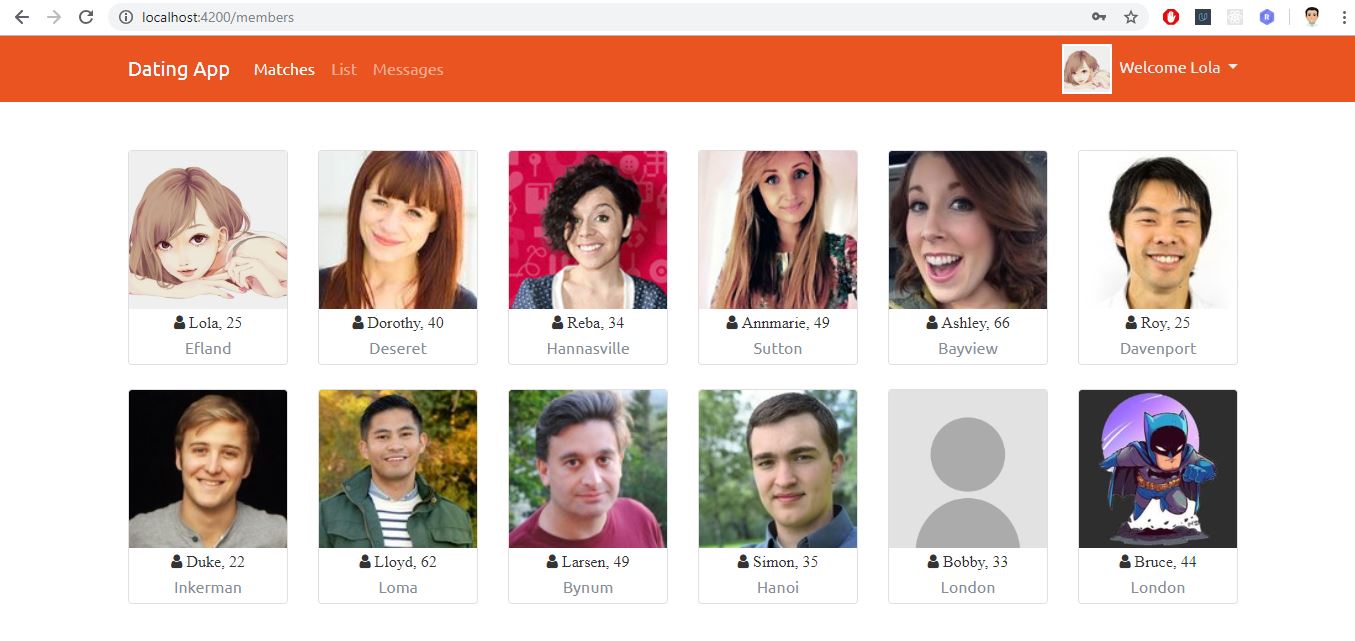 localhost:4200/members
Dating App Matches List Messages Welcome Lola
Lola, 25
Efland
Dorothy, 40
Deseret
Reba, 34
Hannasville
Annmarie, 49
Sutton
Ashley, 66
Bayview
Roy, 25
Davenport
Duke, 22
Inkerman
Lloyd, 62
Loma
Larsen, 49
Bynum
Simon, 35
Hanoi
Bobby, 33
London
Bruce, 44
London